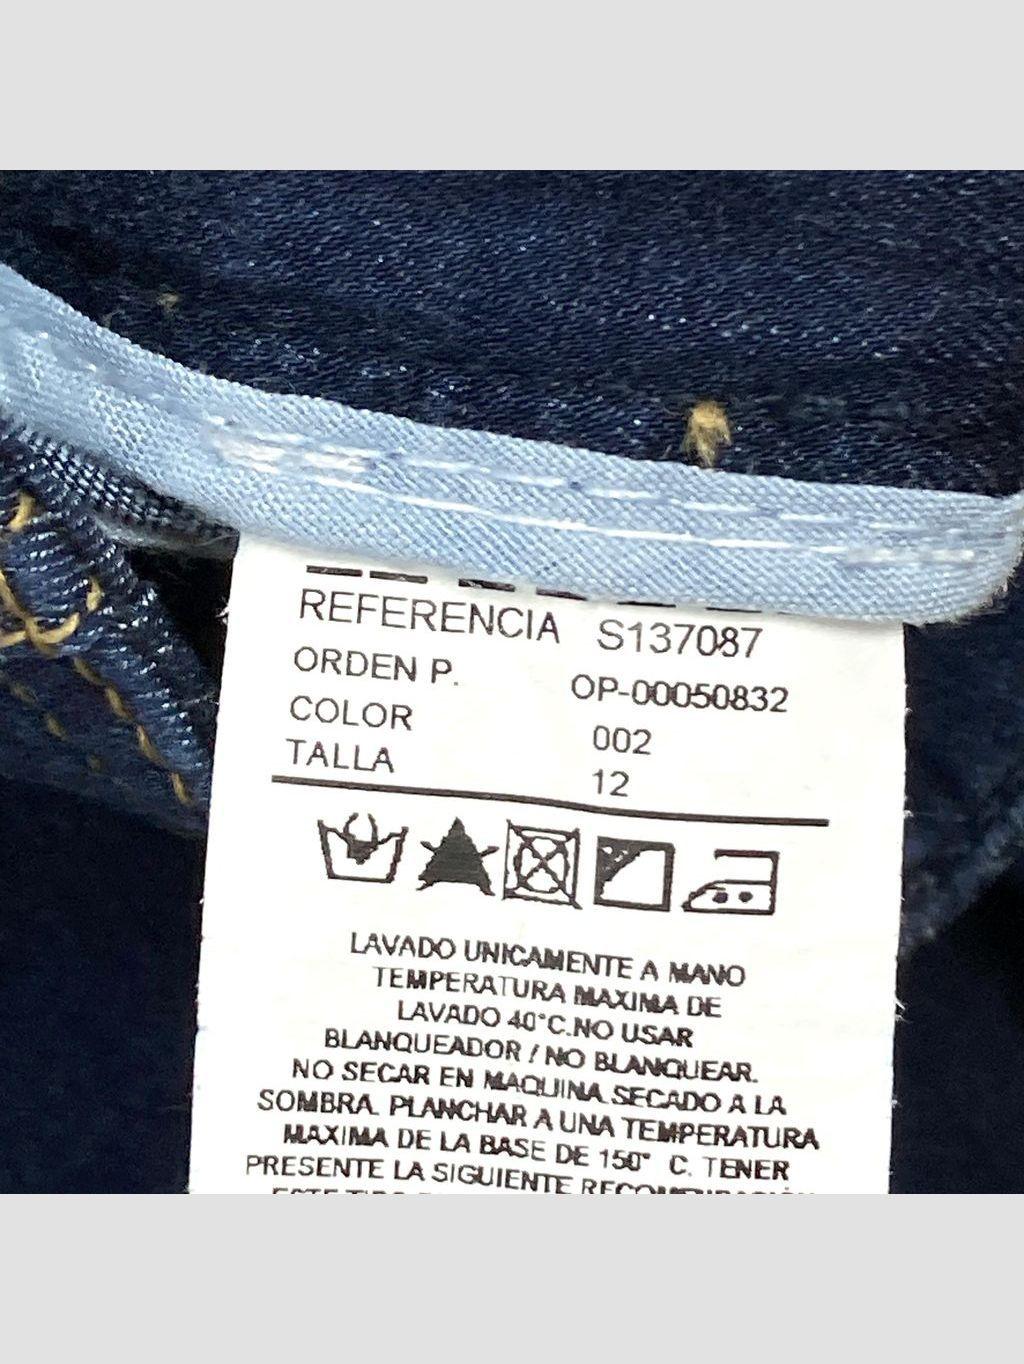 REFERENCIA S137087
ORDEN P. OP-00050832
COLOR 002
TALLA 12
LAVADO UNICAMENTE A MANO
TEMPERATURA MAXIMA DE
LAVADO 40°C.NO USAR
BLANQUEADOR / NO BLANQUEAR.
NO SECAR EN MAQUINA.SECADO A LA
SOMBRA. PLANCHAR A UNA TEMPERATURA
MAXIMA DE LA BASE DE 150° C. TENER
PRESENTE LA SIGUIENTE